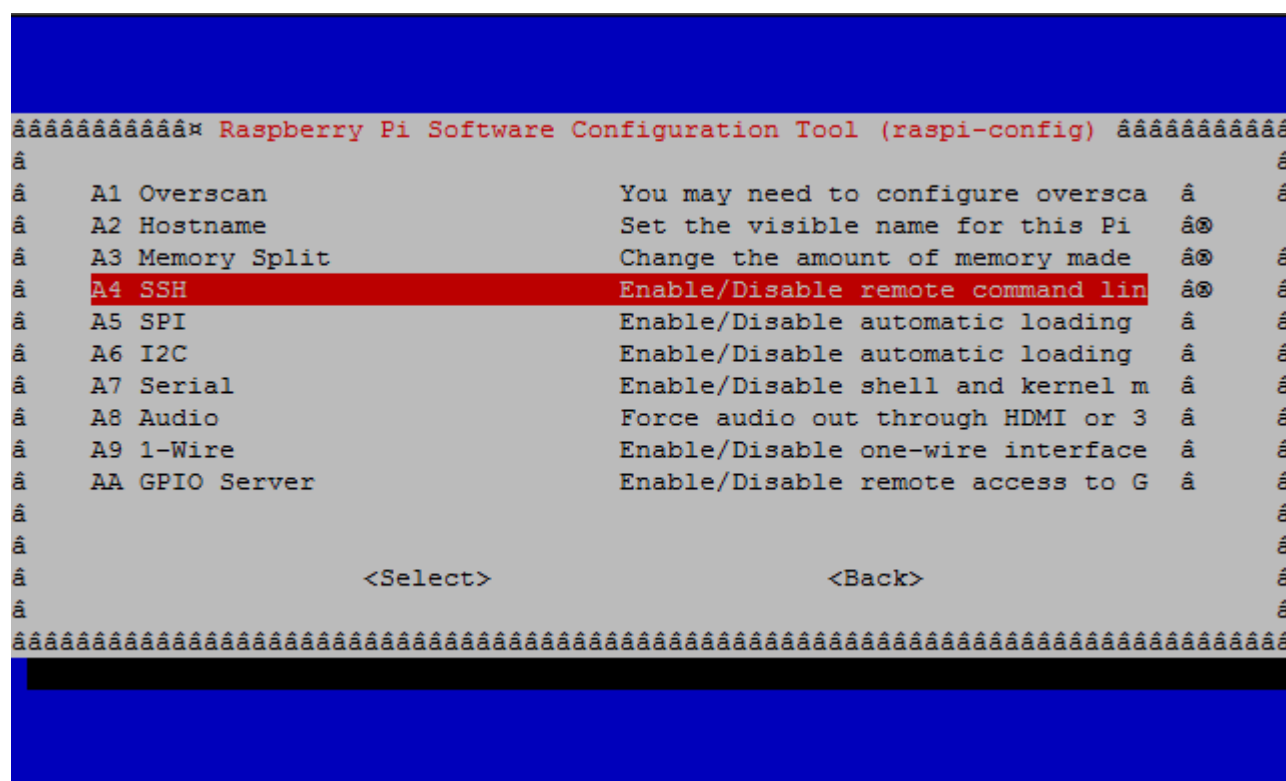 âââââââââââ¤ Raspberry Pi Software Configuration Tool (raspi-config) âââââââââââ
â â
â A1 Overscan You may need to configure oversca â â
â A2 Hostname Set the visible name for this Pi â®
â A3 Memory Split Change the amount of memory made â® â
â A4 SSH Enable/Disable remote command lin â® â
â A5 SPI Enable/Disable automatic loading â â
â A6 I2C Enable/Disable automatic loading â â
â A7 Serial Enable/Disable shell and kernel m â â
â A8 Audio Force audio out through HDMI or 3 â â
â A9 1-Wire Enable/Disable one-wire interface â â
â AA GPIO Server Enable/Disable remote access to G â â
â â
â â
â <Select> <Back> â
â â
ââââââââââââââââââââââââââââââââââââââââââââââââââââââââââââââââââââââââââââââââ